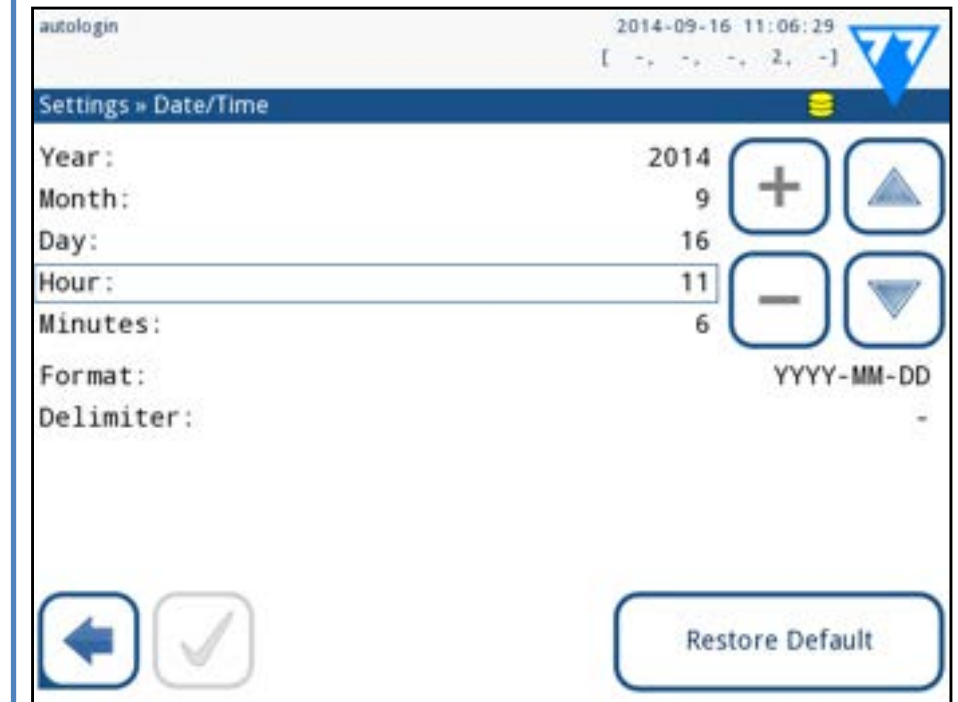 autologin
2014-09-16 11:06:29
[ -, -, -, 2, -]
Settings » Date/Time
Year: 2014
Month: 9
Day: 16
Hour: 11
Minutes: 6
Format: YYYY-MM-DD
Delimiter: -
Restore Default